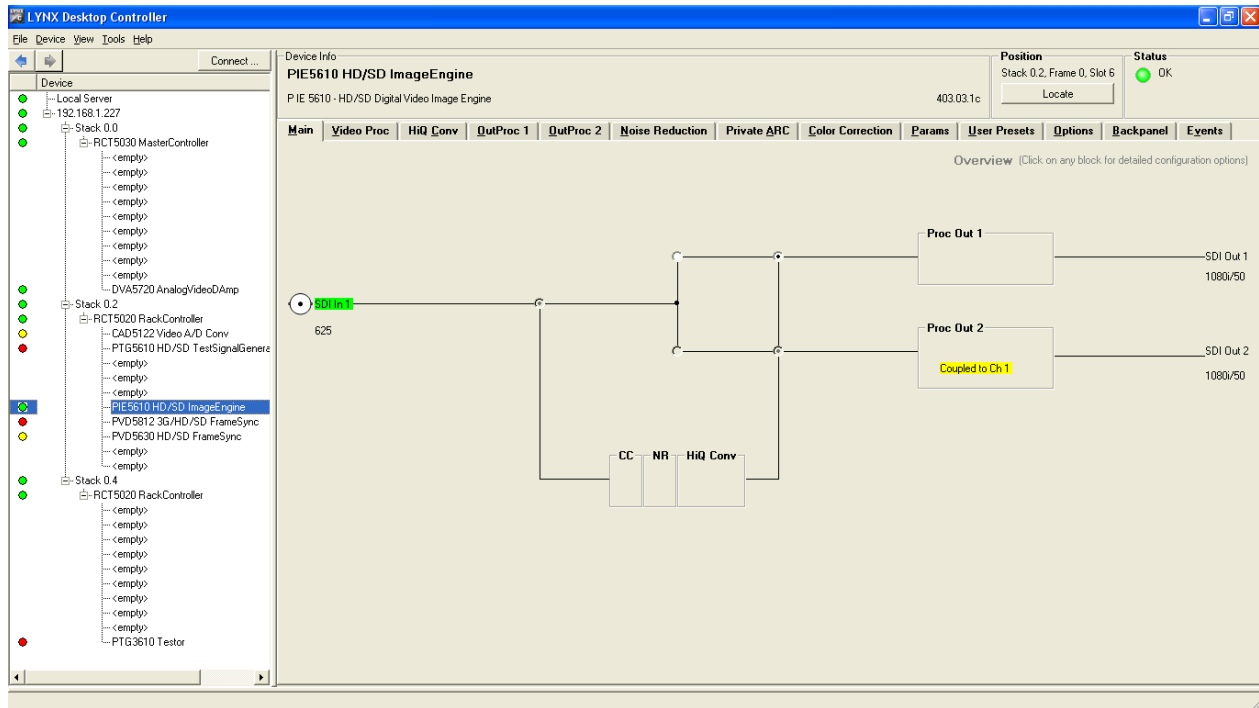 LYNX Desktop Controller
File Device View Tools Help
Connect ...
Device
Local Server
192.168.1.227
Stack 0.0
RCT5030 MasterController
<empty>
<empty>
<empty>
<empty>
<empty>
<empty>
<empty>
<empty>
<empty>
DVA5720 AnalogVideoDAmp
Stack 0.2
RCT5020 RackController
CAD5122 Video A/D Conv
PTG5610 HD/SD TestSignalGenera
<empty>
<empty>
<empty>
PIE5610 HD/SD ImageEngine
PVD5812 3G/HD/SD FrameSync
PVD5630 HD/SD FrameSync
<empty>
<empty>
Stack 0.4
RCT5020 RackController
<empty>
<empty>
<empty>
<empty>
<empty>
<empty>
<empty>
<empty>
<empty>
PTG3610 Testor
Device Info
PIE5610 HD/SD ImageEngine
PIE 5610 - HD/SD Digital Video Image Engine
403.03.1c
Position
Stack 0.2, Frame 0, Slot 6
Locate
Status
OK
Main Video Proc HiQ Conv OutProc 1 OutProc 2 Noise Reduction Private ARC Color Correction Params User Presets Options Backpanel Events
Overview (Click on any block for detailed configuration options)
Proc Out 1
SDI Out 1
1080i/50
SDI In 1
625
Proc Out 2
Coupled to Ch 1
SDI Out 2
1080i/50
CC NR HiQ Conv